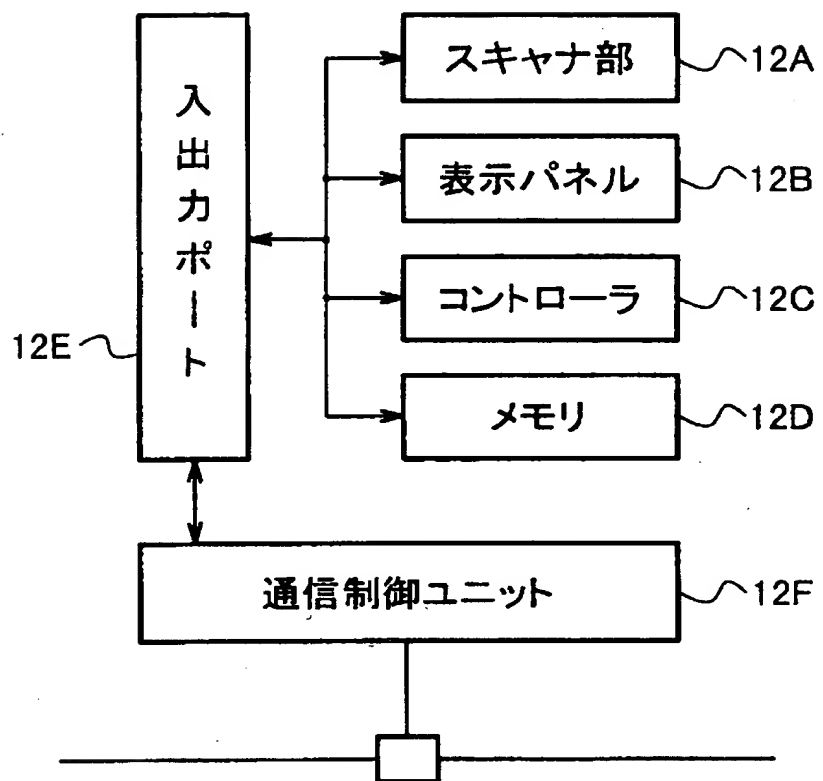 スキャナ部
12A
入出力ポート
表示パネル
12B
コントローラ
12C
12E
メモリ
12D
通信制御ユニット
12F